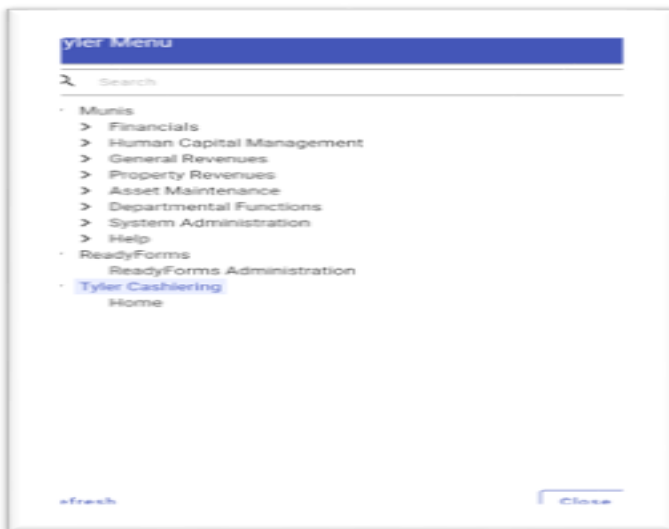 yler Menu
Search
Munis
> Financials
> Human Capital Management
> General Revenues
> Property Revenues
> Asset Maintenance
> Departmental Functions
> System Administration
> Help
ReadyForms
ReadyForms Administration
Tyler Cashiering
Home
efresh
Close